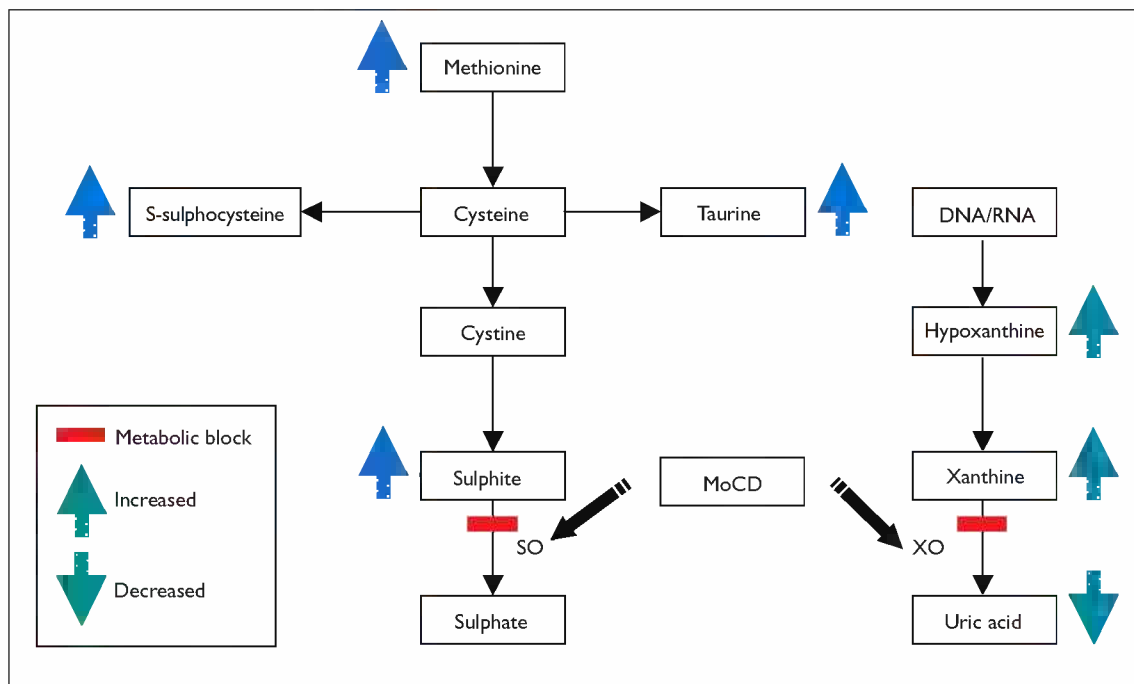 Methionine
S-sulphocysteine
Cysteine
Taurine
DNA/RNA
Cystine
Hypoxanthine
Metabolic block
Increased
Decreased
Sulphite
MoCD
Xanthine
SO
XO
Sulphate
Uric acid